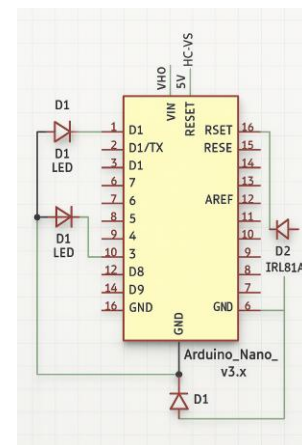 VHO
5V HC-VS
VIN
RESET
D1
D1
LED
1 D1
2 D1/TX
3 D1
6 7
7 6
8 5
9 4
10 3
12 D8
14 D9
16 GND
D1
LED
RSET 16
RESE 15
14
13
AREF 12
11
10
9
8
7
GND 6
D2
IRL81A
GND
Arduino_Nano_
v3.x
D1